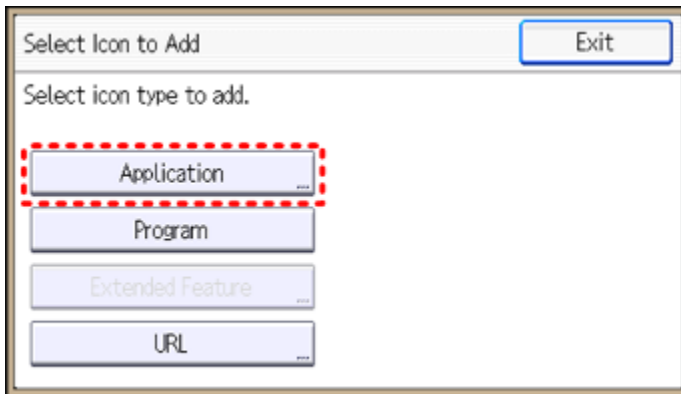 Select Icon to Add
Exit
Select icon type to add.
Application
Program
Extended Feature
URL